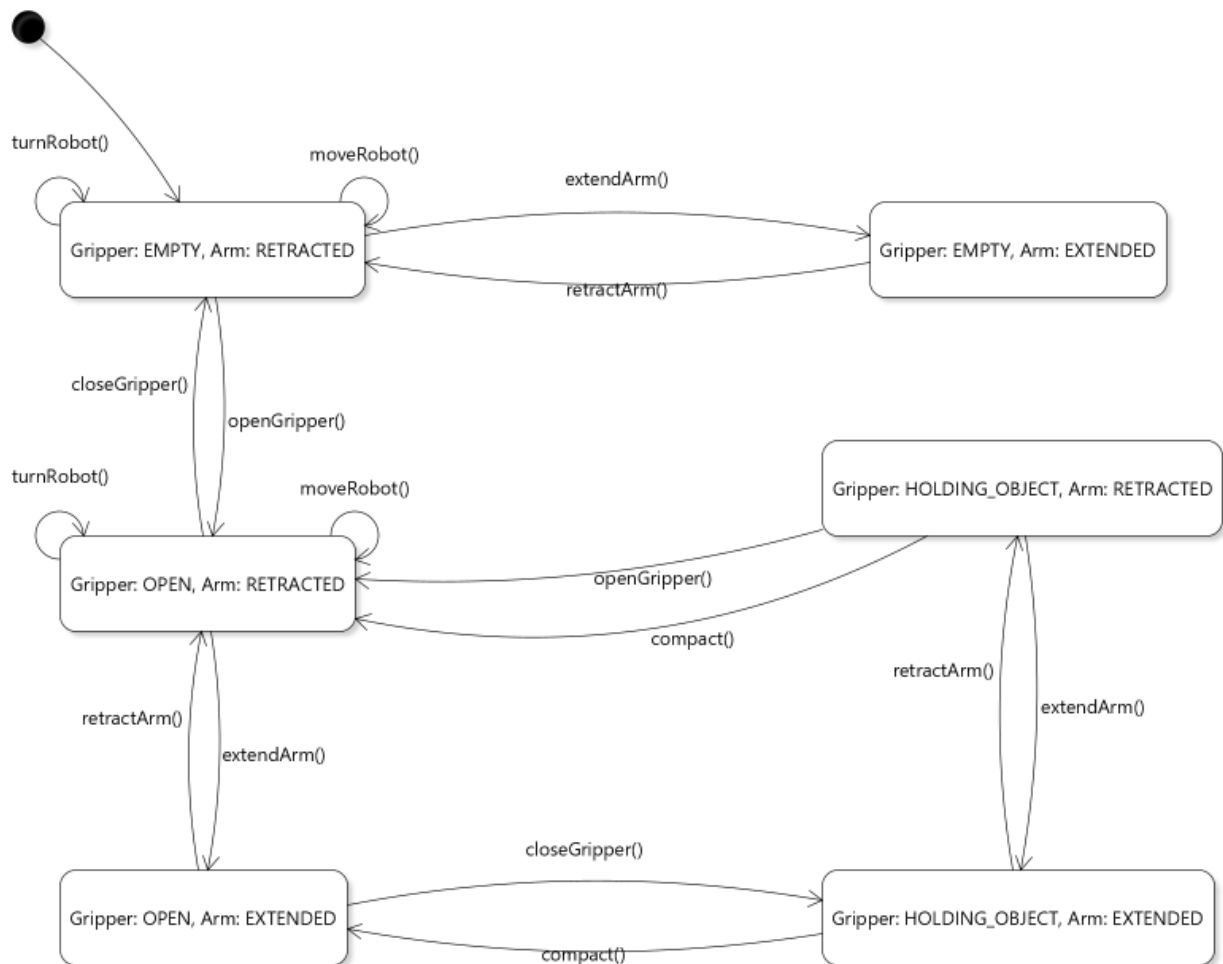 turnRobot()
moveRobot()
extendArm()
Gripper: EMPTY, Arm: RETRACTED
Gripper: EMPTY, Arm: EXTENDED
retractArm()
closeGripper()
openGripper()
turnRobot()
moveRobot()
Gripper: HOLDING_OBJECT, Arm: RETRACTED
Gripper: OPEN, Arm: RETRACTED
openGripper()
compact()
retractArm()
extendArm()
retractArm()
extendArm()
closeGripper()
Gripper: OPEN, Arm: EXTENDED
Gripper: HOLDING_OBJECT, Arm: EXTENDED
compact()